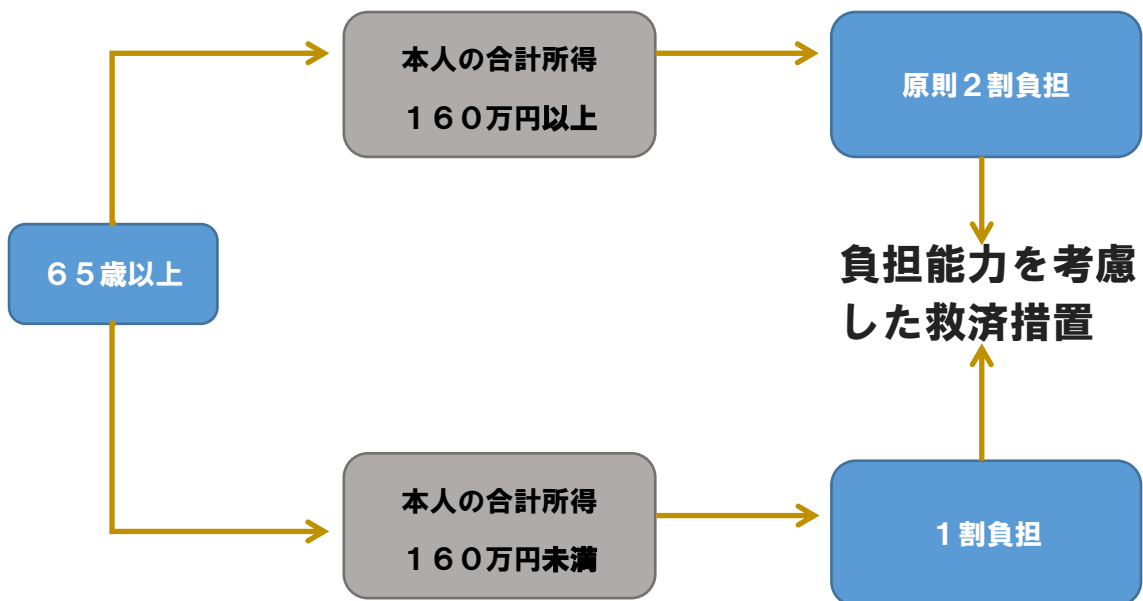 本人の合計所得
１６０万円以上
原則２割負担
６５歳以上
負担能力を考慮
した救済措置
本人の合計所得
１６０万円未満
１割負担